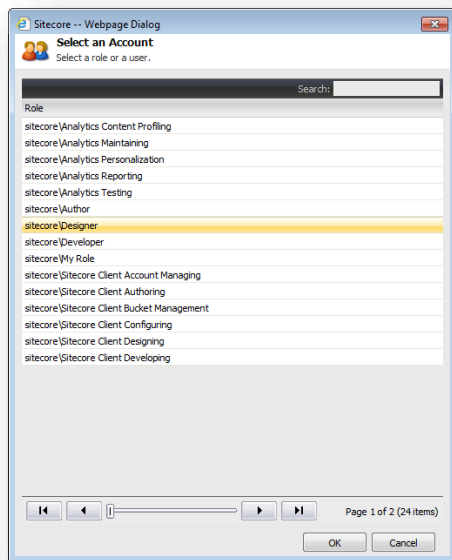 Sitecore -- Webpage Dialog
Select an Account
Select a role or a user.
Search:
Role
sitecore\Analytics Content Profiling
sitecore\Analytics Maintaining
sitecore\Analytics Personalization
sitecore\Analytics Reporting
sitecore\Analytics Testing
sitecore\Author
sitecore\Designer
sitecore\Developer
sitecore\My Role
sitecore\Sitecore Client Account Managing
sitecore\Sitecore Client Authoring
sitecore\Sitecore Client Bucket Management
sitecore\Sitecore Client Configuring
sitecore\Sitecore Client Designing
sitecore\Sitecore Client Developing
Page 1 of 2 (24 items)
OK Cancel